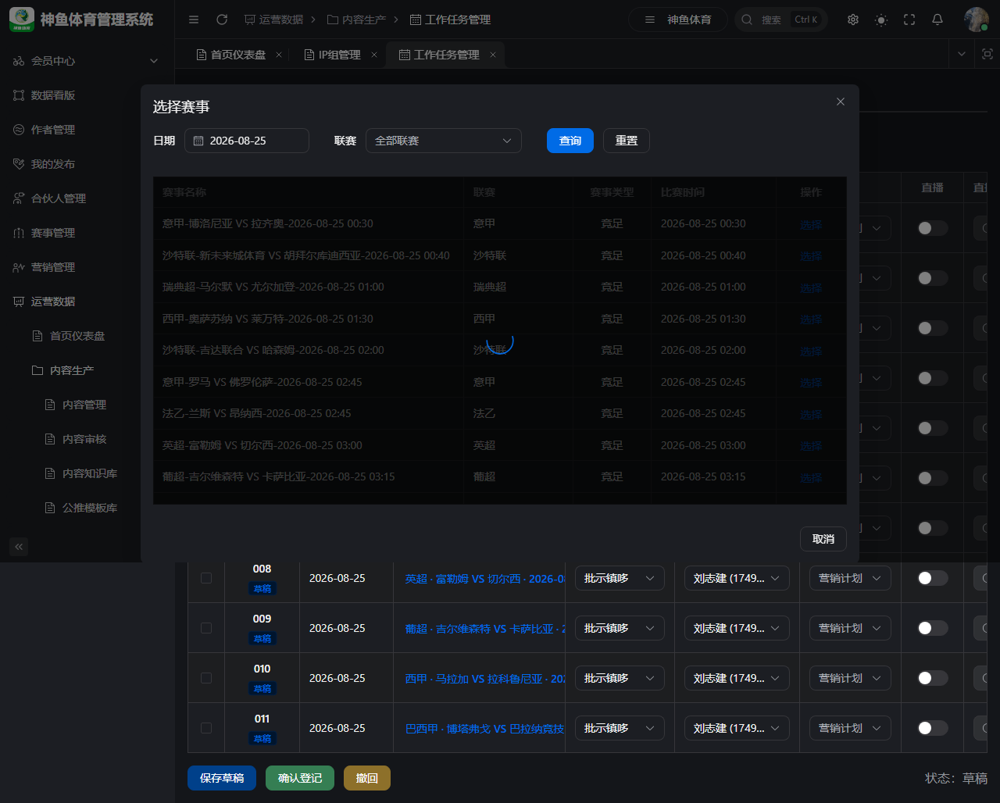 神鱼体育管理系统
运营数据
内容生产
工作任务管理
神鱼体育
搜索
Ctrl K
首页仪表盘
IP组管理
工作任务管理
会员中心
数据看版
作者管理
我的发布
合伙人管理
赛事管理
营销管理
运营数据
首页仪表盘
内容生产
内容管理
内容审核
内容知识库
公推模板库
选择赛事
日期 2026-08-25 联赛 全部联赛 查询 重置
赛事名称 联赛 赛事类型 比赛时间 操作
意甲-博洛尼亚 VS 拉齐奥-2026-08-25 00:30 意甲 竞足 2026-08-25 00:30 选择
沙特联-新未来城体育 VS 胡拜尔库迪西亚-2026-08-25 00:40 沙特联 竞足 2026-08-25 00:40 选择
瑞典超-马尔默 VS 尤尔加登-2026-08-25 01:00 瑞典超 竞足 2026-08-25 01:00 选择
西甲-奥萨苏纳 VS 莱万特-2026-08-25 01:30 西甲 竞足 2026-08-25 01:30 选择
沙特联-吉达联合 VS 哈森姆-2026-08-25 02:00 沙特联 竞足 2026-08-25 02:00 选择
意甲-罗马 VS 佛罗伦萨-2026-08-25 02:45 意甲 竞足 2026-08-25 02:45 选择
法乙-兰斯 VS 昂纳西-2026-08-25 02:45 法乙 竞足 2026-08-25 02:45 选择
英超-富勒姆 VS 切尔西-2026-08-25 03:00 英超 竞足 2026-08-25 03:00 选择
葡超-吉尔维森特 VS 卡萨比亚-2026-08-25 03:15 葡超 竞足 2026-08-25 03:15 选择
取消
直播
008 草稿 2026-08-25 英超 · 富勒姆 VS 切尔西 · 2026-0 批示镇哆 刘志建 (1749... 营销计划
009 草稿 2026-08-25 葡超 · 吉尔维森特 VS 卡萨比亚 · 2 批示镇哆 刘志建 (1749... 营销计划
010 草稿 2026-08-25 西甲 · 马拉加 VS 拉科鲁尼亚 · 202 批示镇哆 刘志建 (1749... 营销计划
011 草稿 2026-08-25 巴西甲 · 博塔弗戈 VS 巴拉纳竞技 批示镇哆 刘志建 (1749... 营销计划
保存草稿 确认登记 撤回 状态：草稿